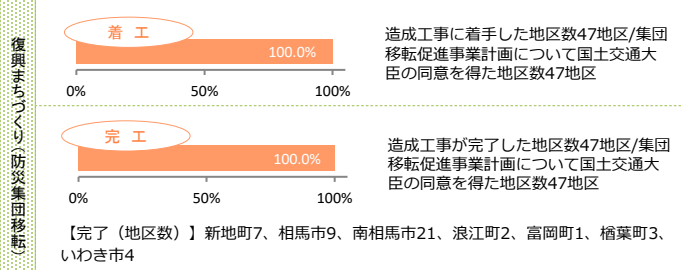 復興まちづくり(防災集団移転)
着 工
100.0%
0% 50% 100%
造成工事に着手した地区数47地区/集団
移転促進事業計画について国土交通大
臣の同意を得た地区数47地区
完 工
100.0%
0% 50% 100%
造成工事が完了した地区数47地区/集団
移転促進事業計画について国土交通大
臣の同意を得た地区数47地区
【完了（地区数）】新地町7、相馬市9、南相馬市21、浪江町2、富岡町1、楢葉町3、
いわき市4